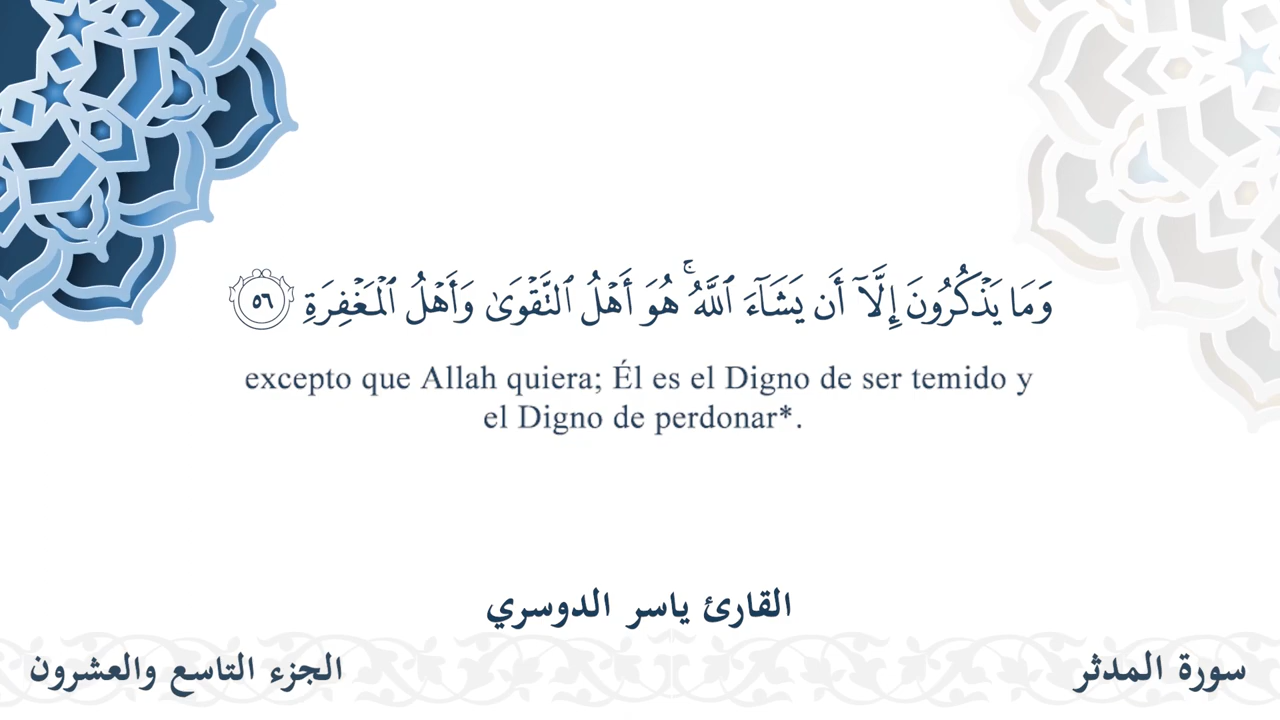 وَمَا يَذْكُرُونَ إِلَّآ أَن يَشَآءَ ٱللَّهُ ۚ هُوَ أَهْلُ ٱلتَّقْوَىٰ وَأَهْلُ ٱلْمَغْفِرَةِ ٥٦
excepto que Allah quiera; Él es el Digno de ser temido y
el Digno de perdonar*.
القارئ ياسر الدوسري
سورة المدثر
الجزء التاسع والعشرون